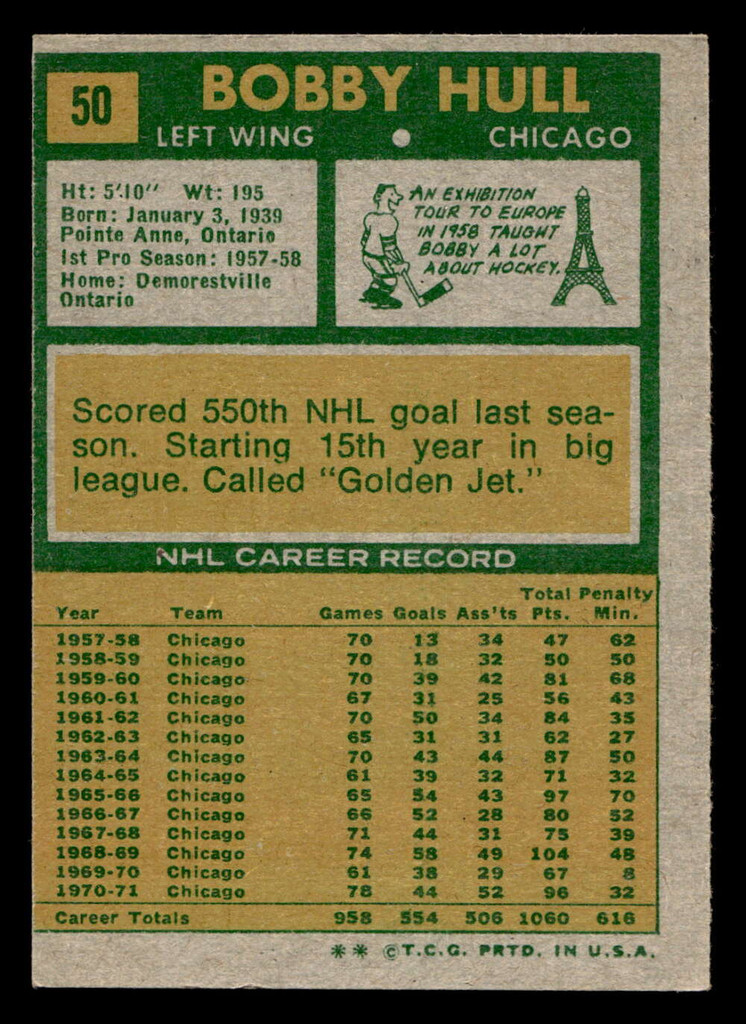 50
BOBBY HULL
LEFT WING • CHICAGO
Ht: 5'10" Wt: 195
Born: January 3, 1939
Pointe Anne, Ontario
1st Pro Season: 1957-58
Home: Demorestville
Ontario
AN EXHIBITION
TOUR TO EUROPE
IN 1958 TAUGHT
BOBBY A LOT
ABOUT HOCKEY.
Scored 550th NHL goal last sea-
son. Starting 15th year in big
league. Called "Golden Jet."
NHL CAREER RECORD
Total Penalty
Year Team Games Goals Ass'ts Pts. Min.
1957-58 Chicago 70 13 34 47 62
1958-59 Chicago 70 18 32 50 50
1959-60 Chicago 70 39 42 81 68
1960-61 Chicago 67 31 25 56 43
1961-62 Chicago 70 50 34 84 35
1962-63 Chicago 65 31 31 62 27
1963-64 Chicago 70 43 44 87 50
1964-65 Chicago 61 39 32 71 32
1965-66 Chicago 65 54 43 97 70
1966-67 Chicago 66 52 28 80 52
1967-68 Chicago 71 44 31 75 39
1968-69 Chicago 74 58 49 104 48
1969-70 Chicago 61 38 29 67 8
1970-71 Chicago 78 44 52 96 32
Career Totals 958 554 506 1060 616
** © T.C.G. PRTD. IN U.S.A.